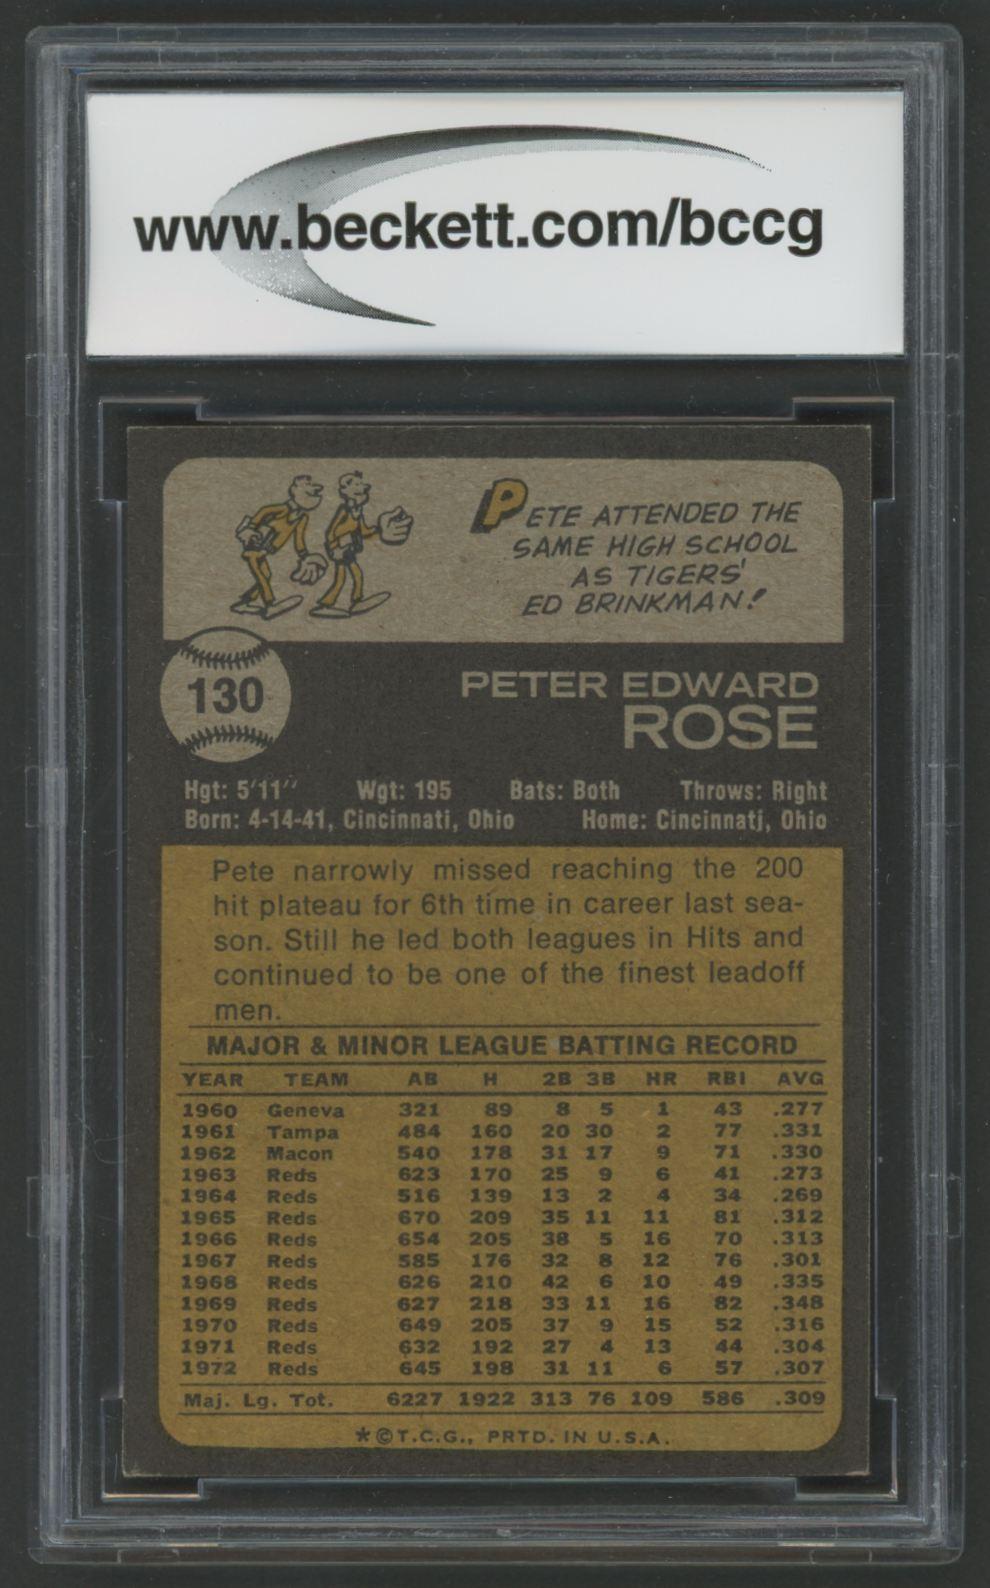 www.beckett.com/bccg
PETE ATTENDED THE
SAME HIGH SCHOOL
AS TIGERS'
ED BRINKMAN!
130
PETER EDWARD
ROSE
Hgt: 5'11" Wgt: 195 Bats: Both Throws: Right
Born: 4-14-41, Cincinnati, Ohio Home: Cincinnati, Ohio
Pete narrowly missed reaching the 200
hit plateau for 6th time in career last sea-
son. Still he led both leagues in Hits and
continued to be one of the finest leadoff
men.
MAJOR & MINOR LEAGUE BATTING RECORD
YEAR TEAM AB H 2B 3B HR RBI AVG
1960 Geneva 321 89 8 5 1 43 .277
1961 Tampa 484 160 20 30 2 77 .331
1962 Macon 540 178 31 17 9 71 .330
1963 Reds 623 170 25 9 6 41 .273
1964 Reds 516 139 13 2 4 34 .269
1965 Reds 670 209 35 11 11 81 .312
1966 Reds 654 205 38 5 16 70 .313
1967 Reds 585 176 32 8 12 76 .301
1968 Reds 626 210 42 6 10 49 .335
1969 Reds 627 218 33 11 16 82 .348
1970 Reds 649 205 37 9 15 52 .316
1971 Reds 632 192 27 4 13 44 .304
1972 Reds 645 198 31 11 6 57 .307
Maj. Lg. Tot. 6227 1922 313 76 109 586 .309
*©T.C.G., PRTD. IN U.S.A.